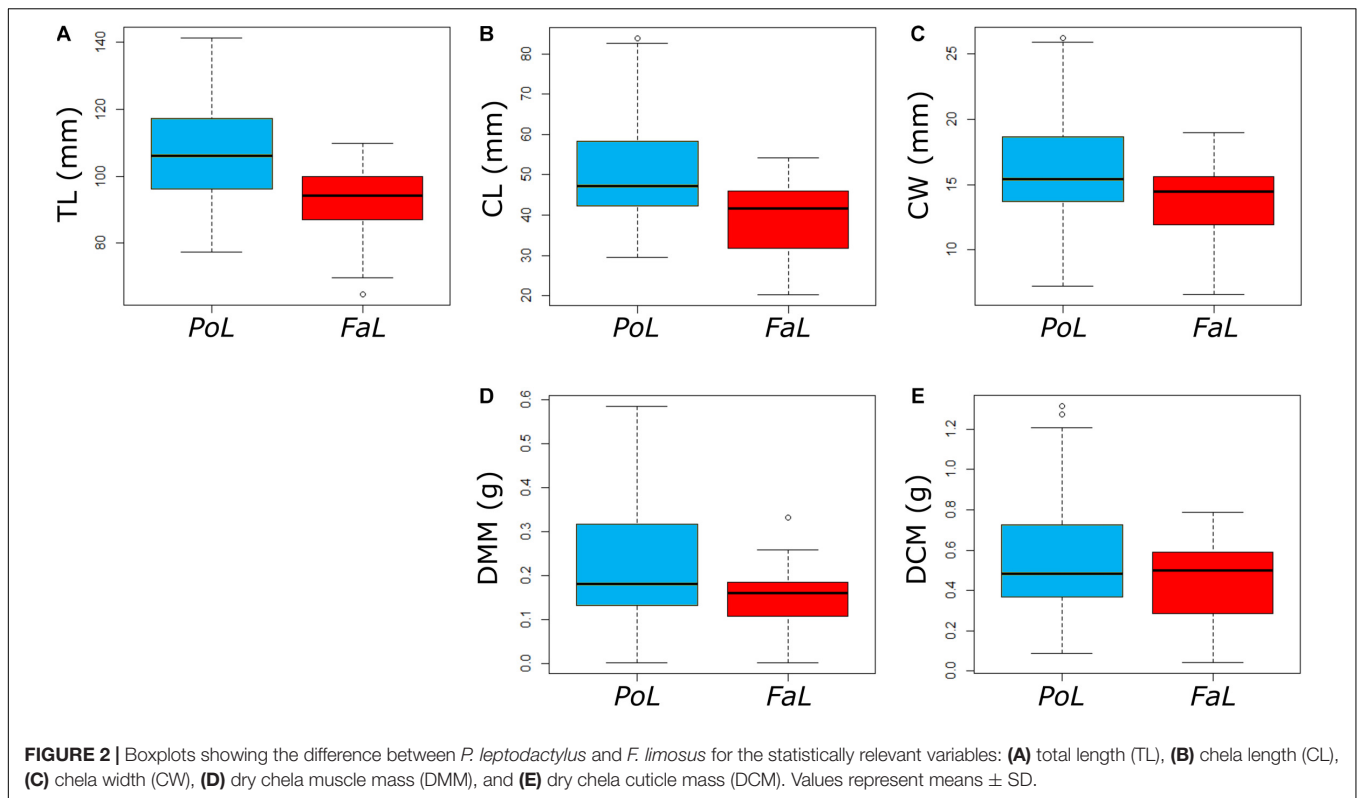 A
TL (mm)
140
120
100
80
PoL
FaL
B
CL (mm)
80
70
60
50
40
30
20
PoL
FaL
C
CW (mm)
25
20
15
10
PoL
FaL
D
DMM (g)
0.6
0.5
0.4
0.3
0.2
0.1
0.0
PoL
FaL
E
DCM (g)
1.2
1.0
0.8
0.6
0.4
0.2
0.0
PoL
FaL
FIGURE 2 | Boxplots showing the difference between P. leptodactylus and F. limosus for the statistically relevant variables: (A) total length (TL), (B) chela length (CL),
(C) chela width (CW), (D) dry chela muscle mass (DMM), and (E) dry chela cuticle mass (DCM). Values represent means ± SD.